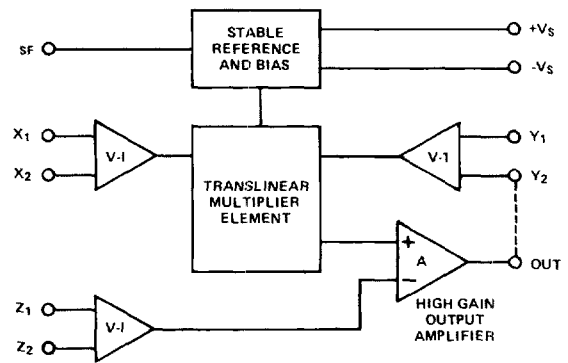 STABLE
REFERENCE
AND BIAS
SF
+VS
-VS
X1
X2
V-I
TRANSLINEAR
MULTIPLIER
ELEMENT
V-1
Y1
Y2
+
A
-
OUT
HIGH GAIN
OUTPUT
AMPLIFIER
Z1
Z2
V-I